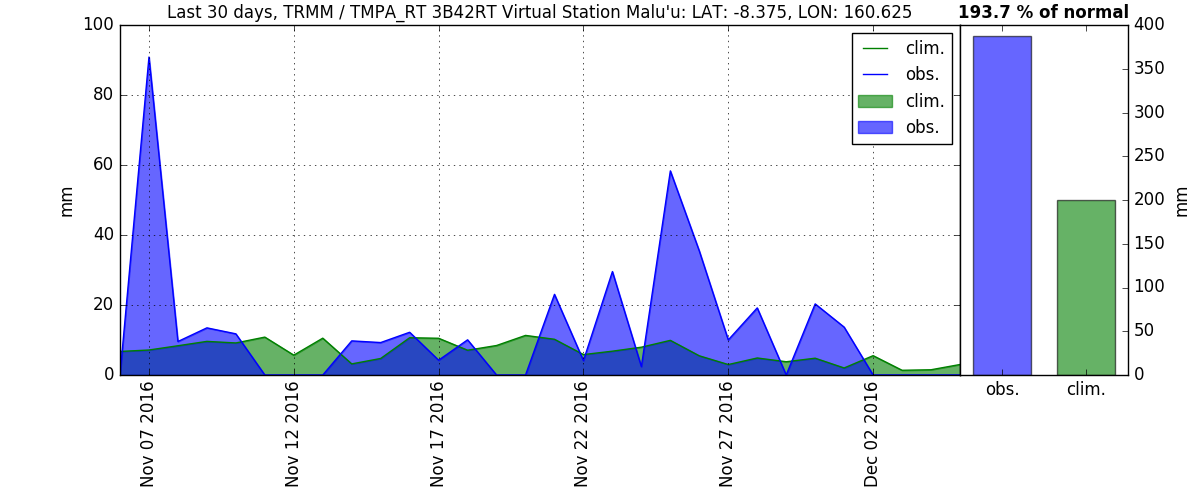 Last 30 days, TRMM / TMPA_RT 3B42RT Virtual Station Malu'u: LAT: -8.375, LON: 160.625
193.7 % of normal
mm
100
80
60
40
20
0
clim.
obs.
clim.
obs.
Nov 07 2016
Nov 12 2016
Nov 17 2016
Nov 22 2016
Nov 27 2016
Dec 02 2016
400
350
300
250
200
150
100
50
0
mm
obs.
clim.